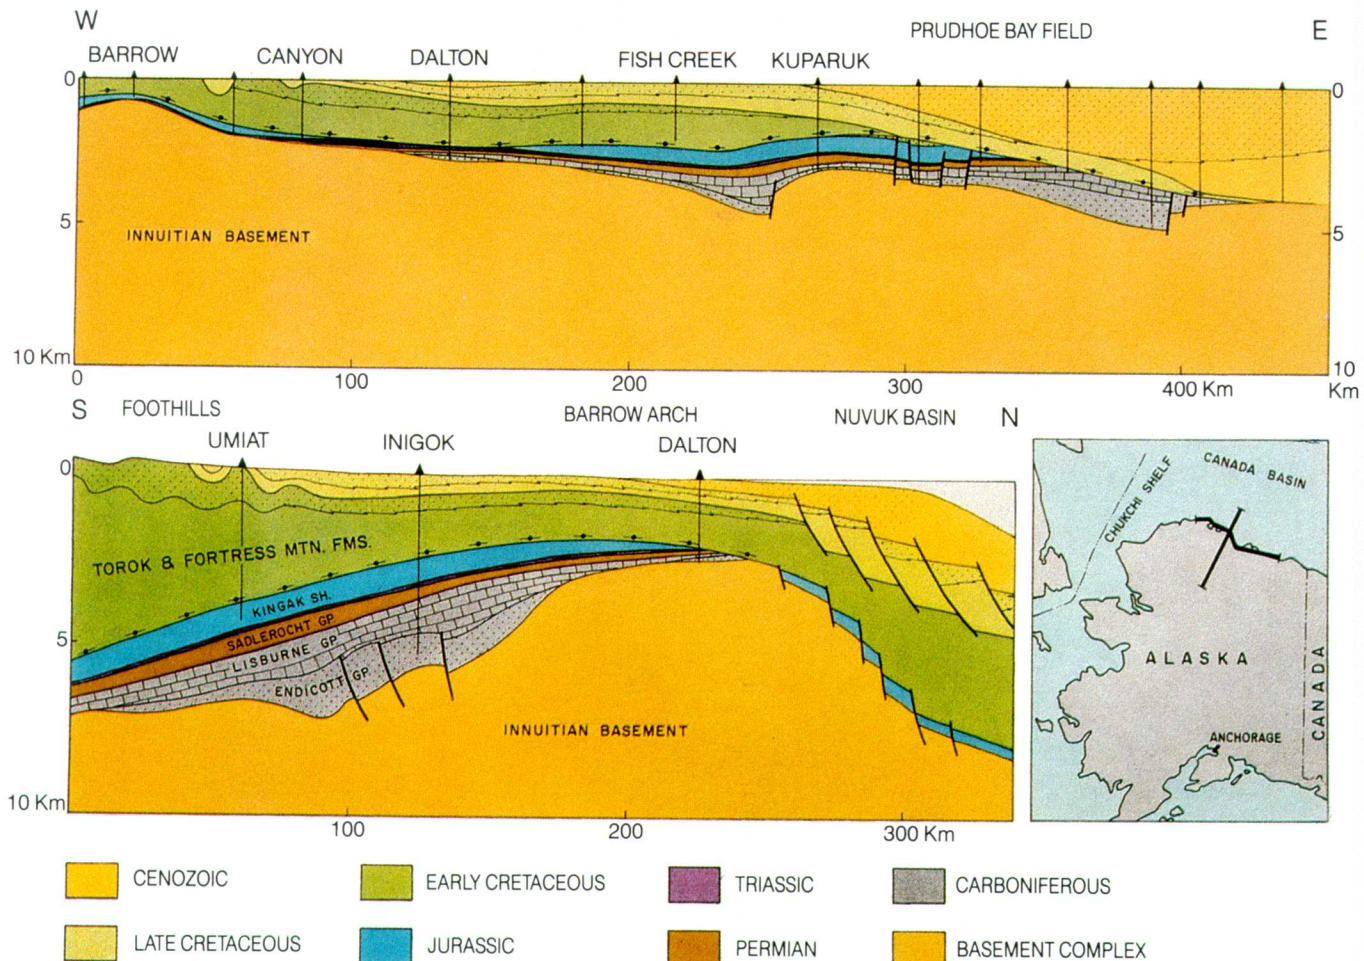 W
PRUDHOE BAY FIELD
E
BARROW
CANYON
DALTON
FISH CREEK
KUPARUK
0
0
5
5
INNUITIAN BASEMENT
10 Km
10
Km
0
100
200
300
400 Km
S
FOOTHILLS
BARROW ARCH
NUVUK BASIN
N
UMIAT
INIGOK
DALTON
0
TOROK & FORTRESS MTN. FMS.
KINGAK SH.
SADLEROCHT GP
LISBURNE GP
ENDICOTT GP
5
INNUITIAN BASEMENT
10 Km
100
200
300 Km
CHUKCHI SHELF
CANADA BASIN
ALASKA
CANADA
ANCHORAGE
CENOZOIC
EARLY CRETACEOUS
TRIASSIC
CARBONIFEROUS
LATE CRETACEOUS
JURASSIC
PERMIAN
BASEMENT COMPLEX